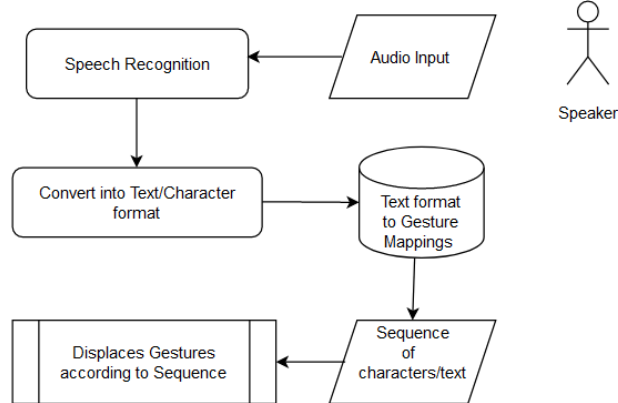 Speech Recognition
Audio Input
Speaker
Convert into Text/Character
format
Text format
to Gesture
Mappings
Displaces Gestures
according to Sequence
Sequence
of
characters/text